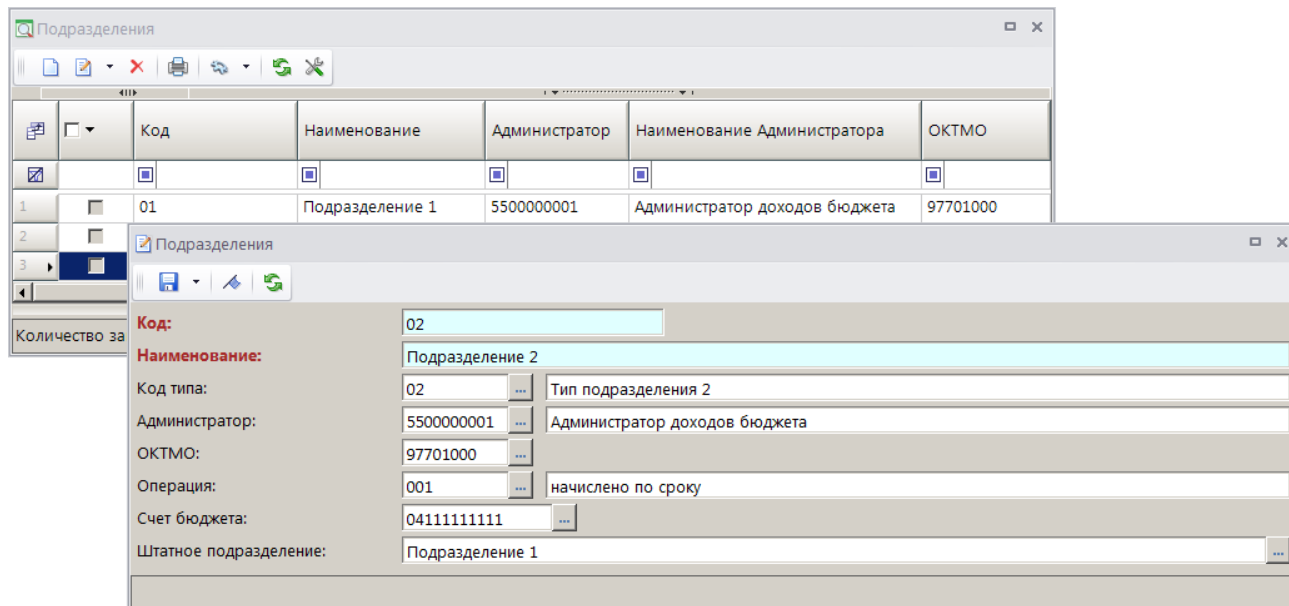 Подразделения
Код Наименование Администратор Наименование Администратора ОКТМО
1 01 Подразделение 1 5500000001 Администратор доходов бюджета 97701000
2
3
Количество за
Подразделения
Код: 02
Наименование: Подразделение 2
Код типа: 02 ... Тип подразделения 2
Администратор: 5500000001 ... Администратор доходов бюджета
ОКТМО: 97701000 ...
Операция: 001 ... начислено по сроку
Счет бюджета: 04111111111 ...
Штатное подразделение: Подразделение 1 ...